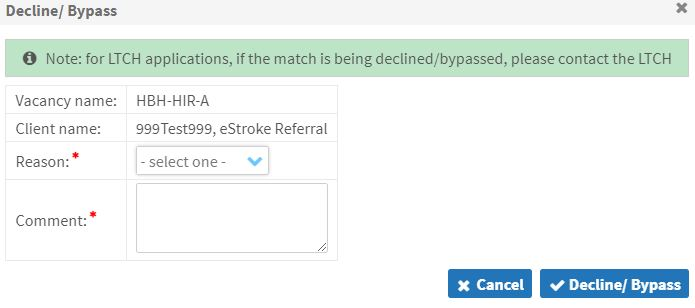 Decline/ Bypass
Note: for LTCH applications, if the match is being declined/bypassed, please contact the LTCH
Vacancy name: HBH-HIR-A
Client name: 999Test999, eStroke Referral
Reason:* - select one -
Comment:*
Cancel Decline/ Bypass